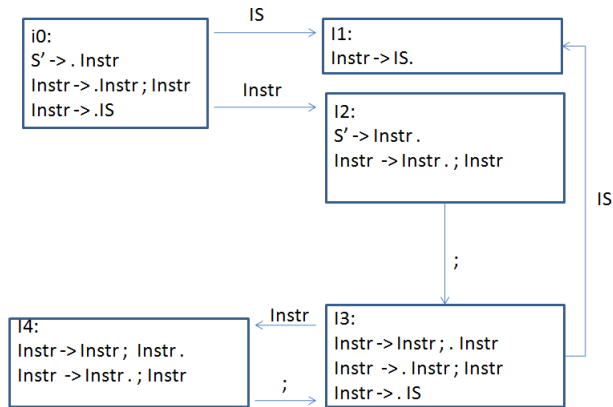 IS
i0:
S' -> . Instr
Instr -> .Instr ; Instr
Instr -> .IS
I1:
Instr -> IS.
Instr
I2:
S' -> Instr .
Instr -> Instr . ; Instr
IS
;
I3:
Instr -> Instr ; . Instr
Instr -> . Instr ; Instr
Instr -> . IS
Instr
I4:
Instr -> Instr ; Instr .
Instr -> Instr . ; Instr
;